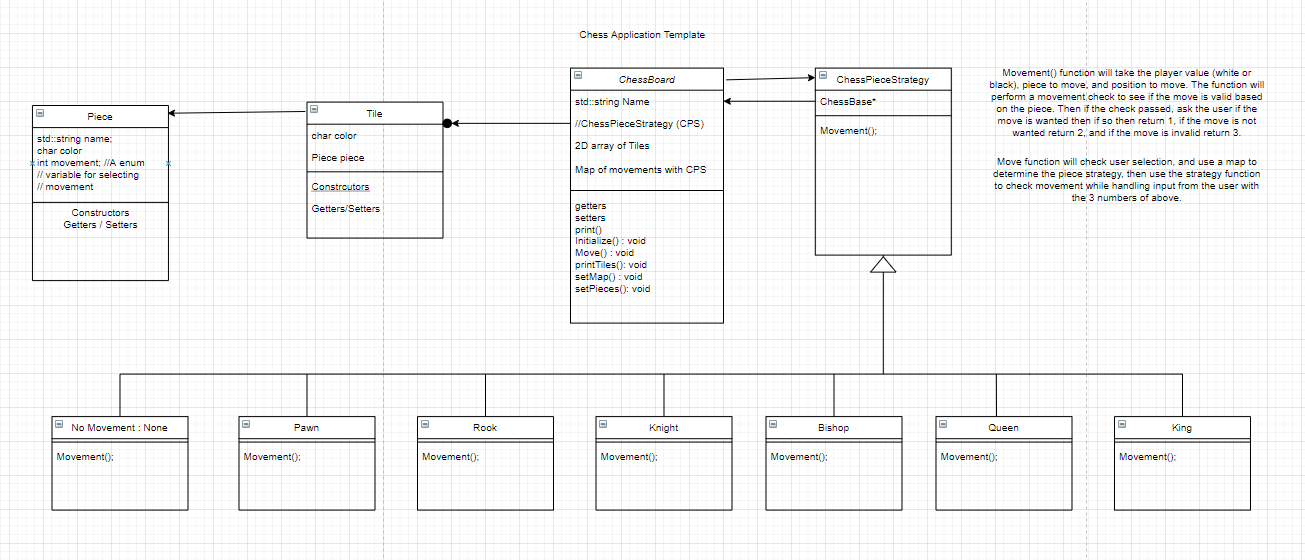 Chess Application Template
Piece
std::string name;
char color
int movement; //A enum
// variable for selecting
// movement
Constructors
Getters / Setters
Tile
char color
Piece piece
Constrcutors
Getters/Setters
ChessBoard
std::string Name
//ChessPieceStrategy (CPS)
2D array of Tiles
Map of movements with CPS
getters
setters
print()
Initialize() : void
Move() : void
printTiles(): void
setMap() : void
setPieces(): void
ChessPieceStrategy
ChessBase*
Movement();
Movement() function will take the player value (white or
black), piece to move, and position to move. The function will
perform a movement check to see if the move is valid based
on the piece. Then if the check passed, ask the user if the
move is wanted then if so then return 1, if the move is not
wanted return 2, and if the move is invalid return 3.
Move function will check user selection, and use a map to
determine the piece strategy, then use the strategy function
to check movement while handling input from the user with
the 3 numbers of above.
No Movement : None
Movement();
Pawn
Movement();
Rook
Movement();
Knight
Movement();
Bishop
Movement();
Queen
Movement();
King
Movement();